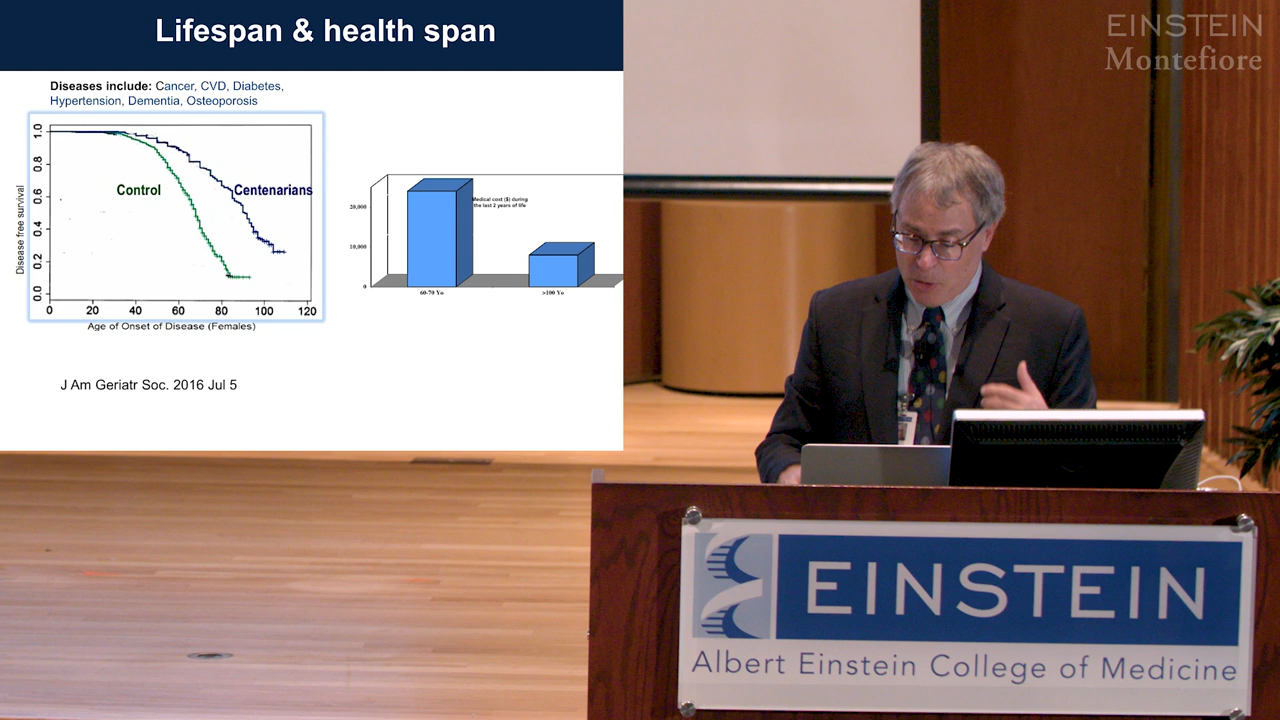 Lifespan & health span
Diseases include: Cancer, CVD, Diabetes,
Hypertension, Dementia, Osteoporosis
Disease free survival
1.0
0.8
0.6
0.4
0.2
0.0
Control
Centenarians
0 20 40 60 80 100 120
Age of Onset of Disease (Females)
Medical cost ($) during
the last 2 years of life
20,000
10,000
0
60-70 Yo
>100 Yo
J Am Geriatr Soc. 2016 Jul 5
EINSTEIN
Montefiore
EINSTEIN
Albert Einstein College of Medicine